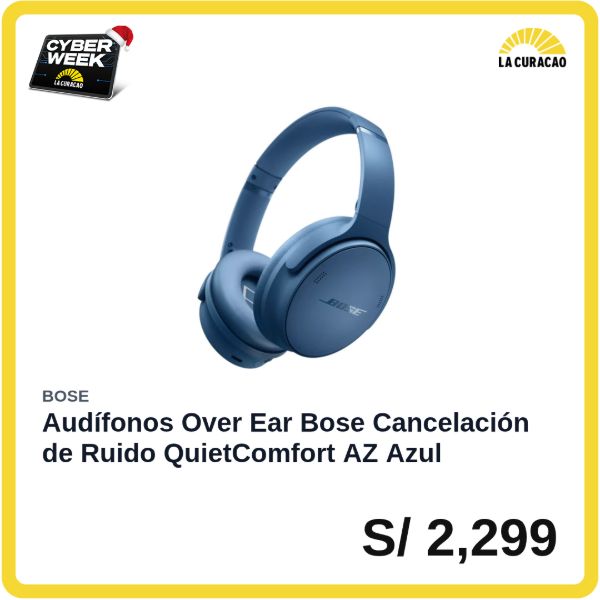 CYBER
WEEK
LA CURACAO
LA CURACAO
BOSE
BOSE
Audífonos Over Ear Bose Cancelación
de Ruido QuietComfort AZ Azul
S/ 2,299